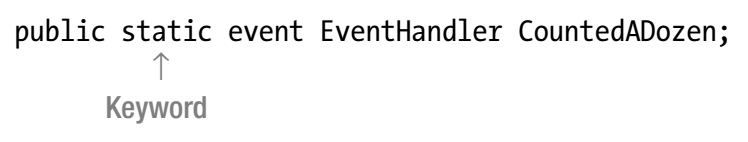 public static event EventHandler CountedADozen;
↑
Keyword